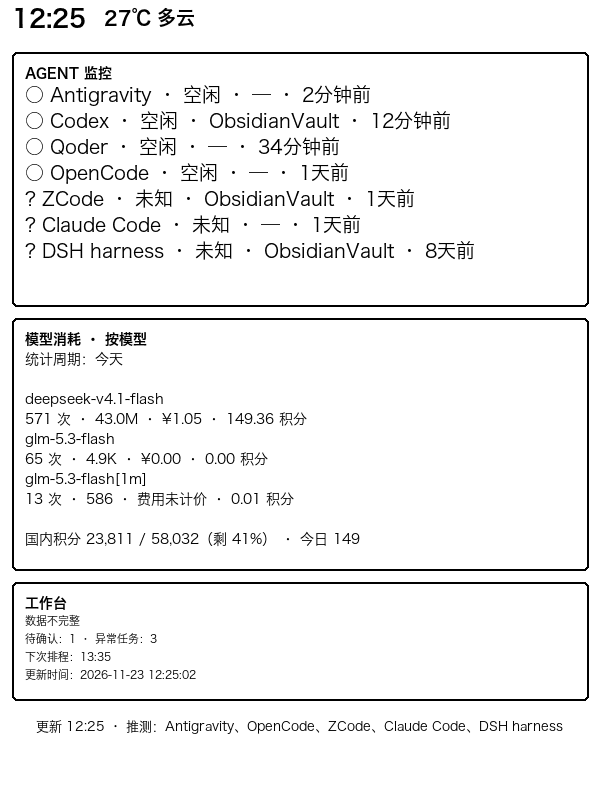 12:25 27℃ 多云
AGENT 监控
○ Antigravity · 空闲 · — · 2分钟前
○ Codex · 空闲 · ObsidianVault · 12分钟前
○ Qoder · 空闲 · — · 34分钟前
○ OpenCode · 空闲 · — · 1天前
? ZCode · 未知 · ObsidianVault · 1天前
? Claude Code · 未知 · — · 1天前
? DSH harness · 未知 · ObsidianVault · 8天前
模型消耗 · 按模型
统计周期：今天
deepseek-v4.1-flash
571 次 · 43.0M · ¥1.05 · 149.36 积分
glm-5.3-flash
65 次 · 4.9K · ¥0.00 · 0.00 积分
glm-5.3-flash[1m]
13 次 · 586 · 费用未计价 · 0.01 积分
国内积分 23,811 / 58,032（剩 41%） · 今日 149
工作台
数据不完整
待确认：1 · 异常任务：3
下次排程：13:35
更新时间：2026-11-23 12:25:02
更新 12:25 · 推测：Antigravity、OpenCode、ZCode、Claude Code、DSH harness